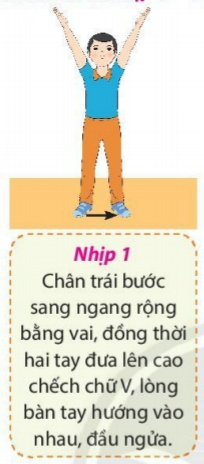 Nhịp 1
Chân trái bước
sang ngang rộng
bằng vai, đồng thời
hai tay đưa lên cao
chếch chữ V, lòng
bàn tay hướng vào
nhau, đầu ngửa.